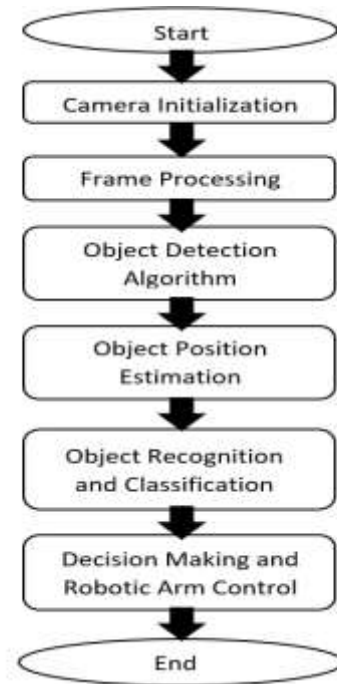 Start
Camera Initialization
Frame Processing
Object Detection
Algorithm
Object Position
Estimation
Object Recognition
and Classification
Decision Making and
Robotic Arm Control
End